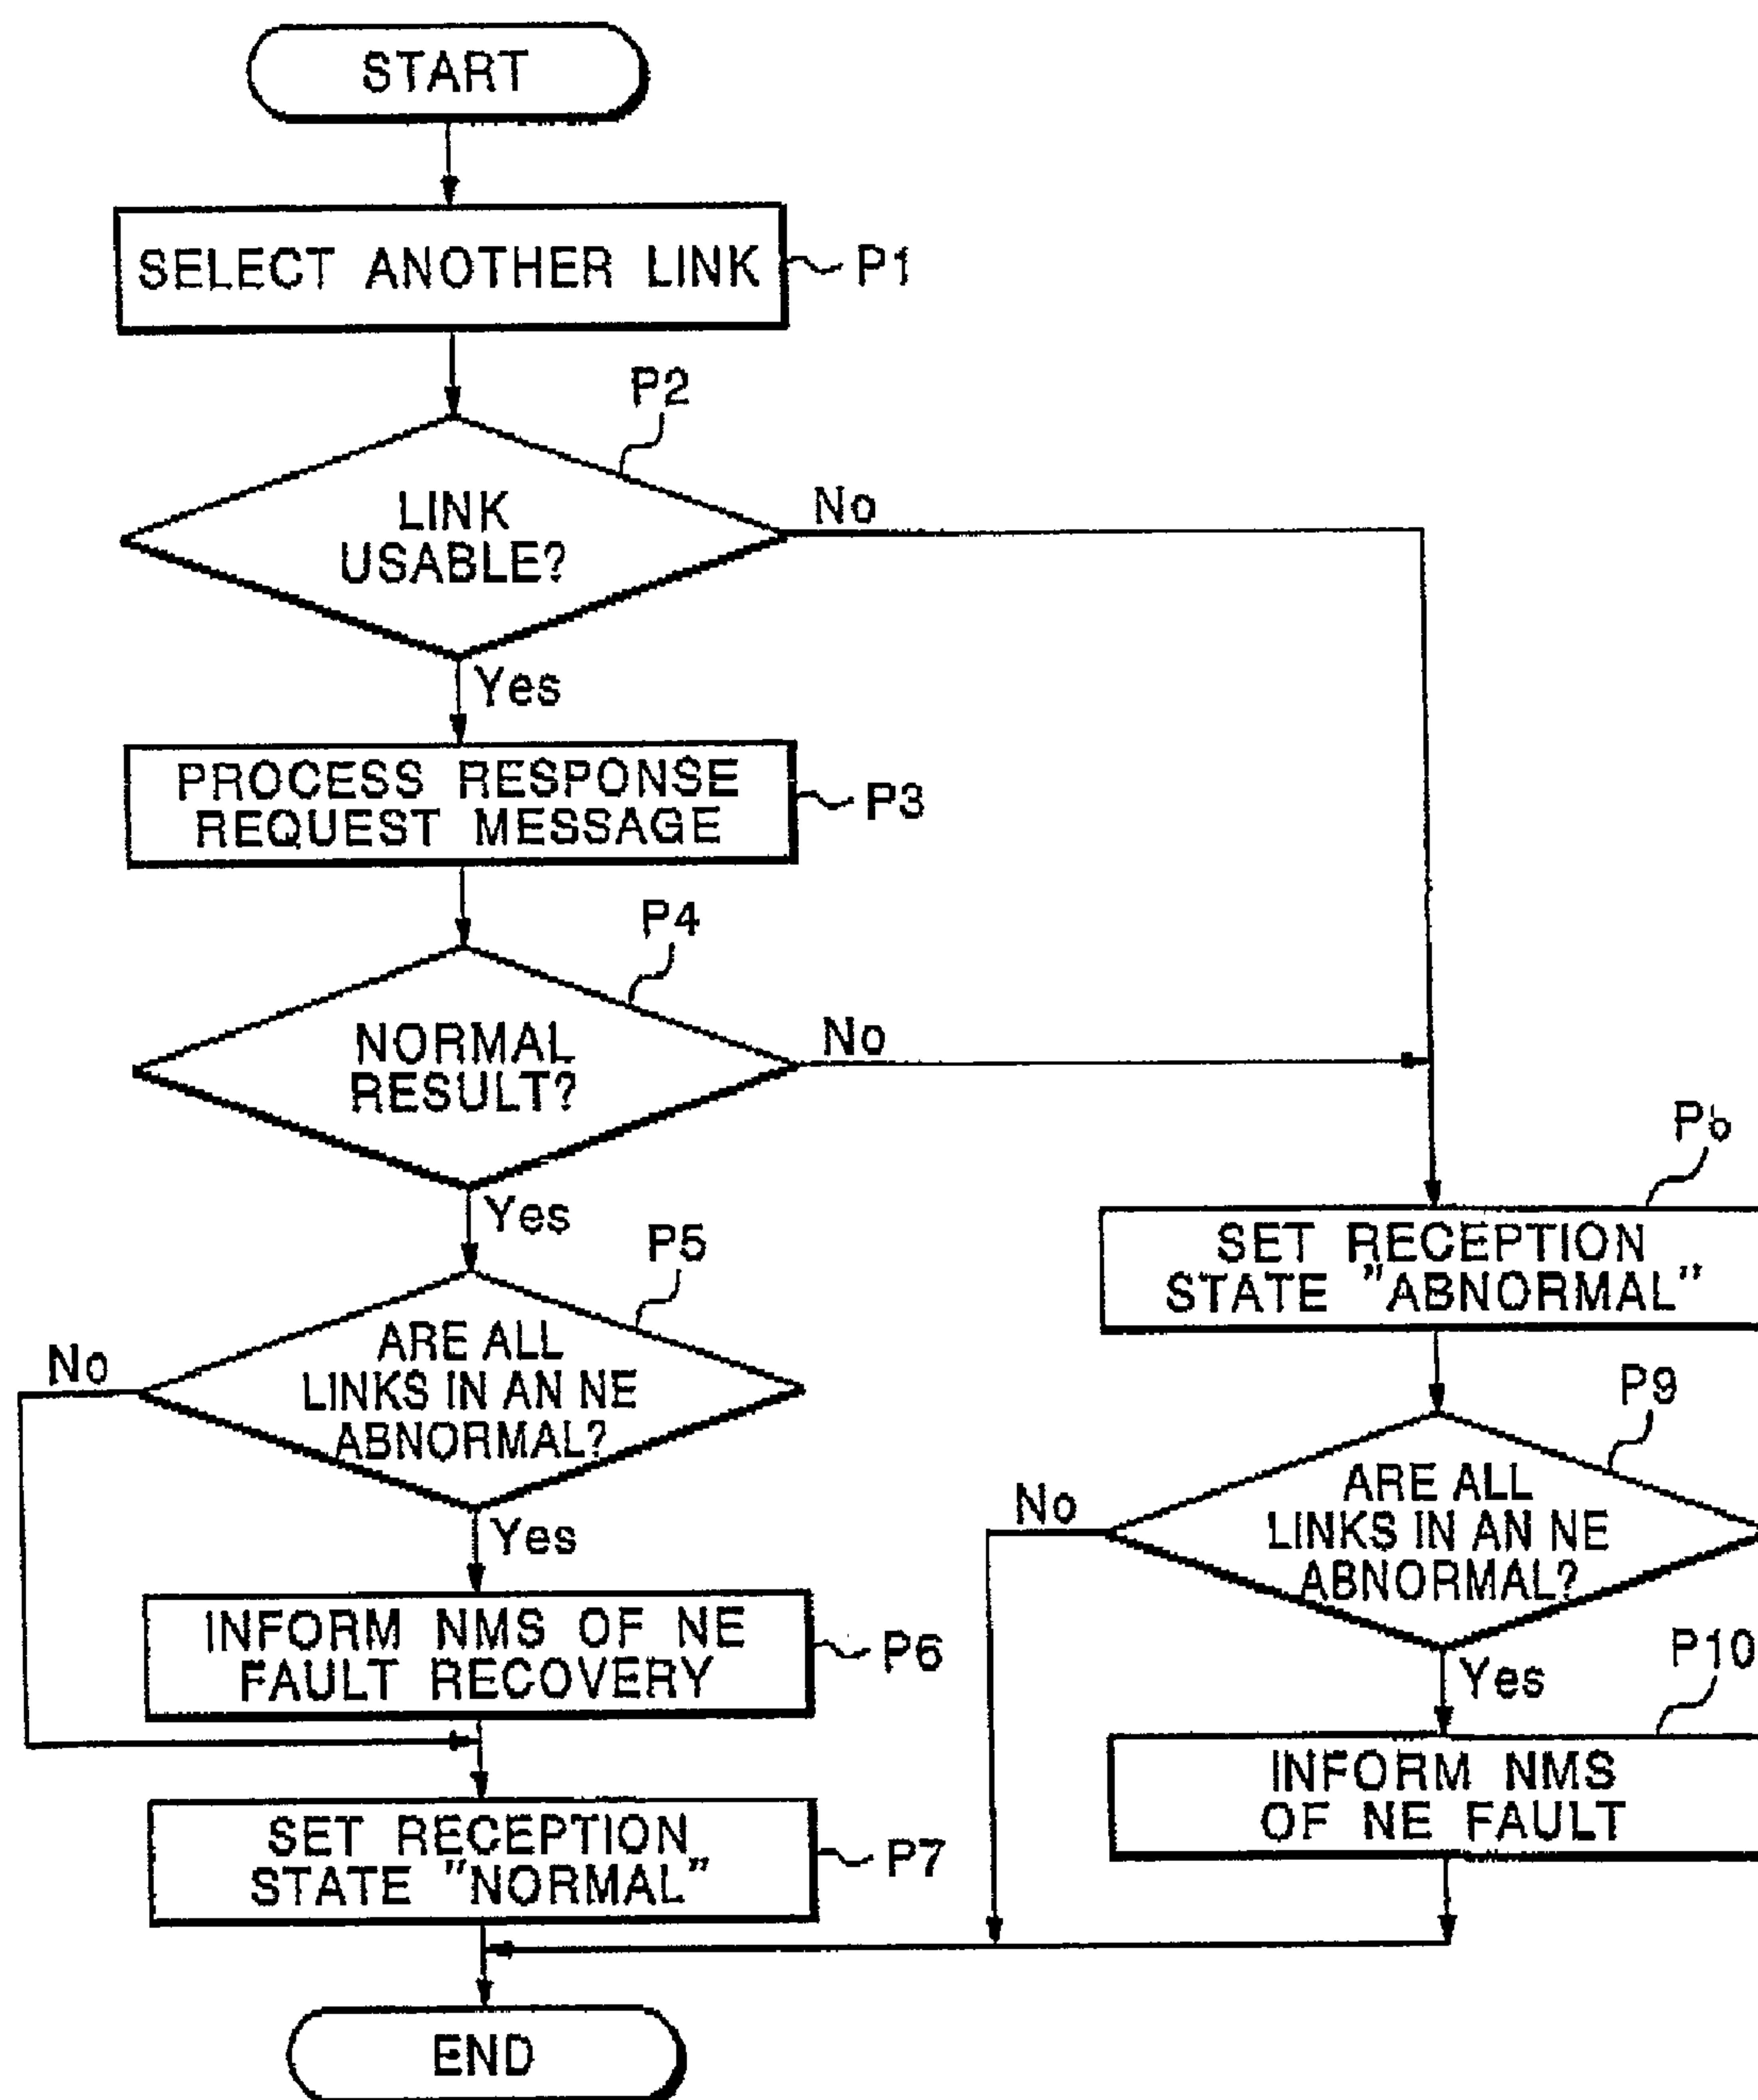 START
SELECT ANOTHER LINK
P1
P2
LINK
USABLE?
No
Yes
PROCESS RESPONSE
REQUEST MESSAGE
P3
P4
NORMAL
RESULT?
No
Yes
P5
ARE ALL
LINKS IN AN NE
ABNORMAL?
No
Yes
INFORM NMS OF NE
FAULT RECOVERY
P6
SET RECEPTION
STATE "NORMAL"
P7
SET RECEPTION
STATE "ABNORMAL"
P9
ARE ALL
LINKS IN AN NE
ABNORMAL?
No
Yes
P10
INFORM NMS
OF NE FAULT
END